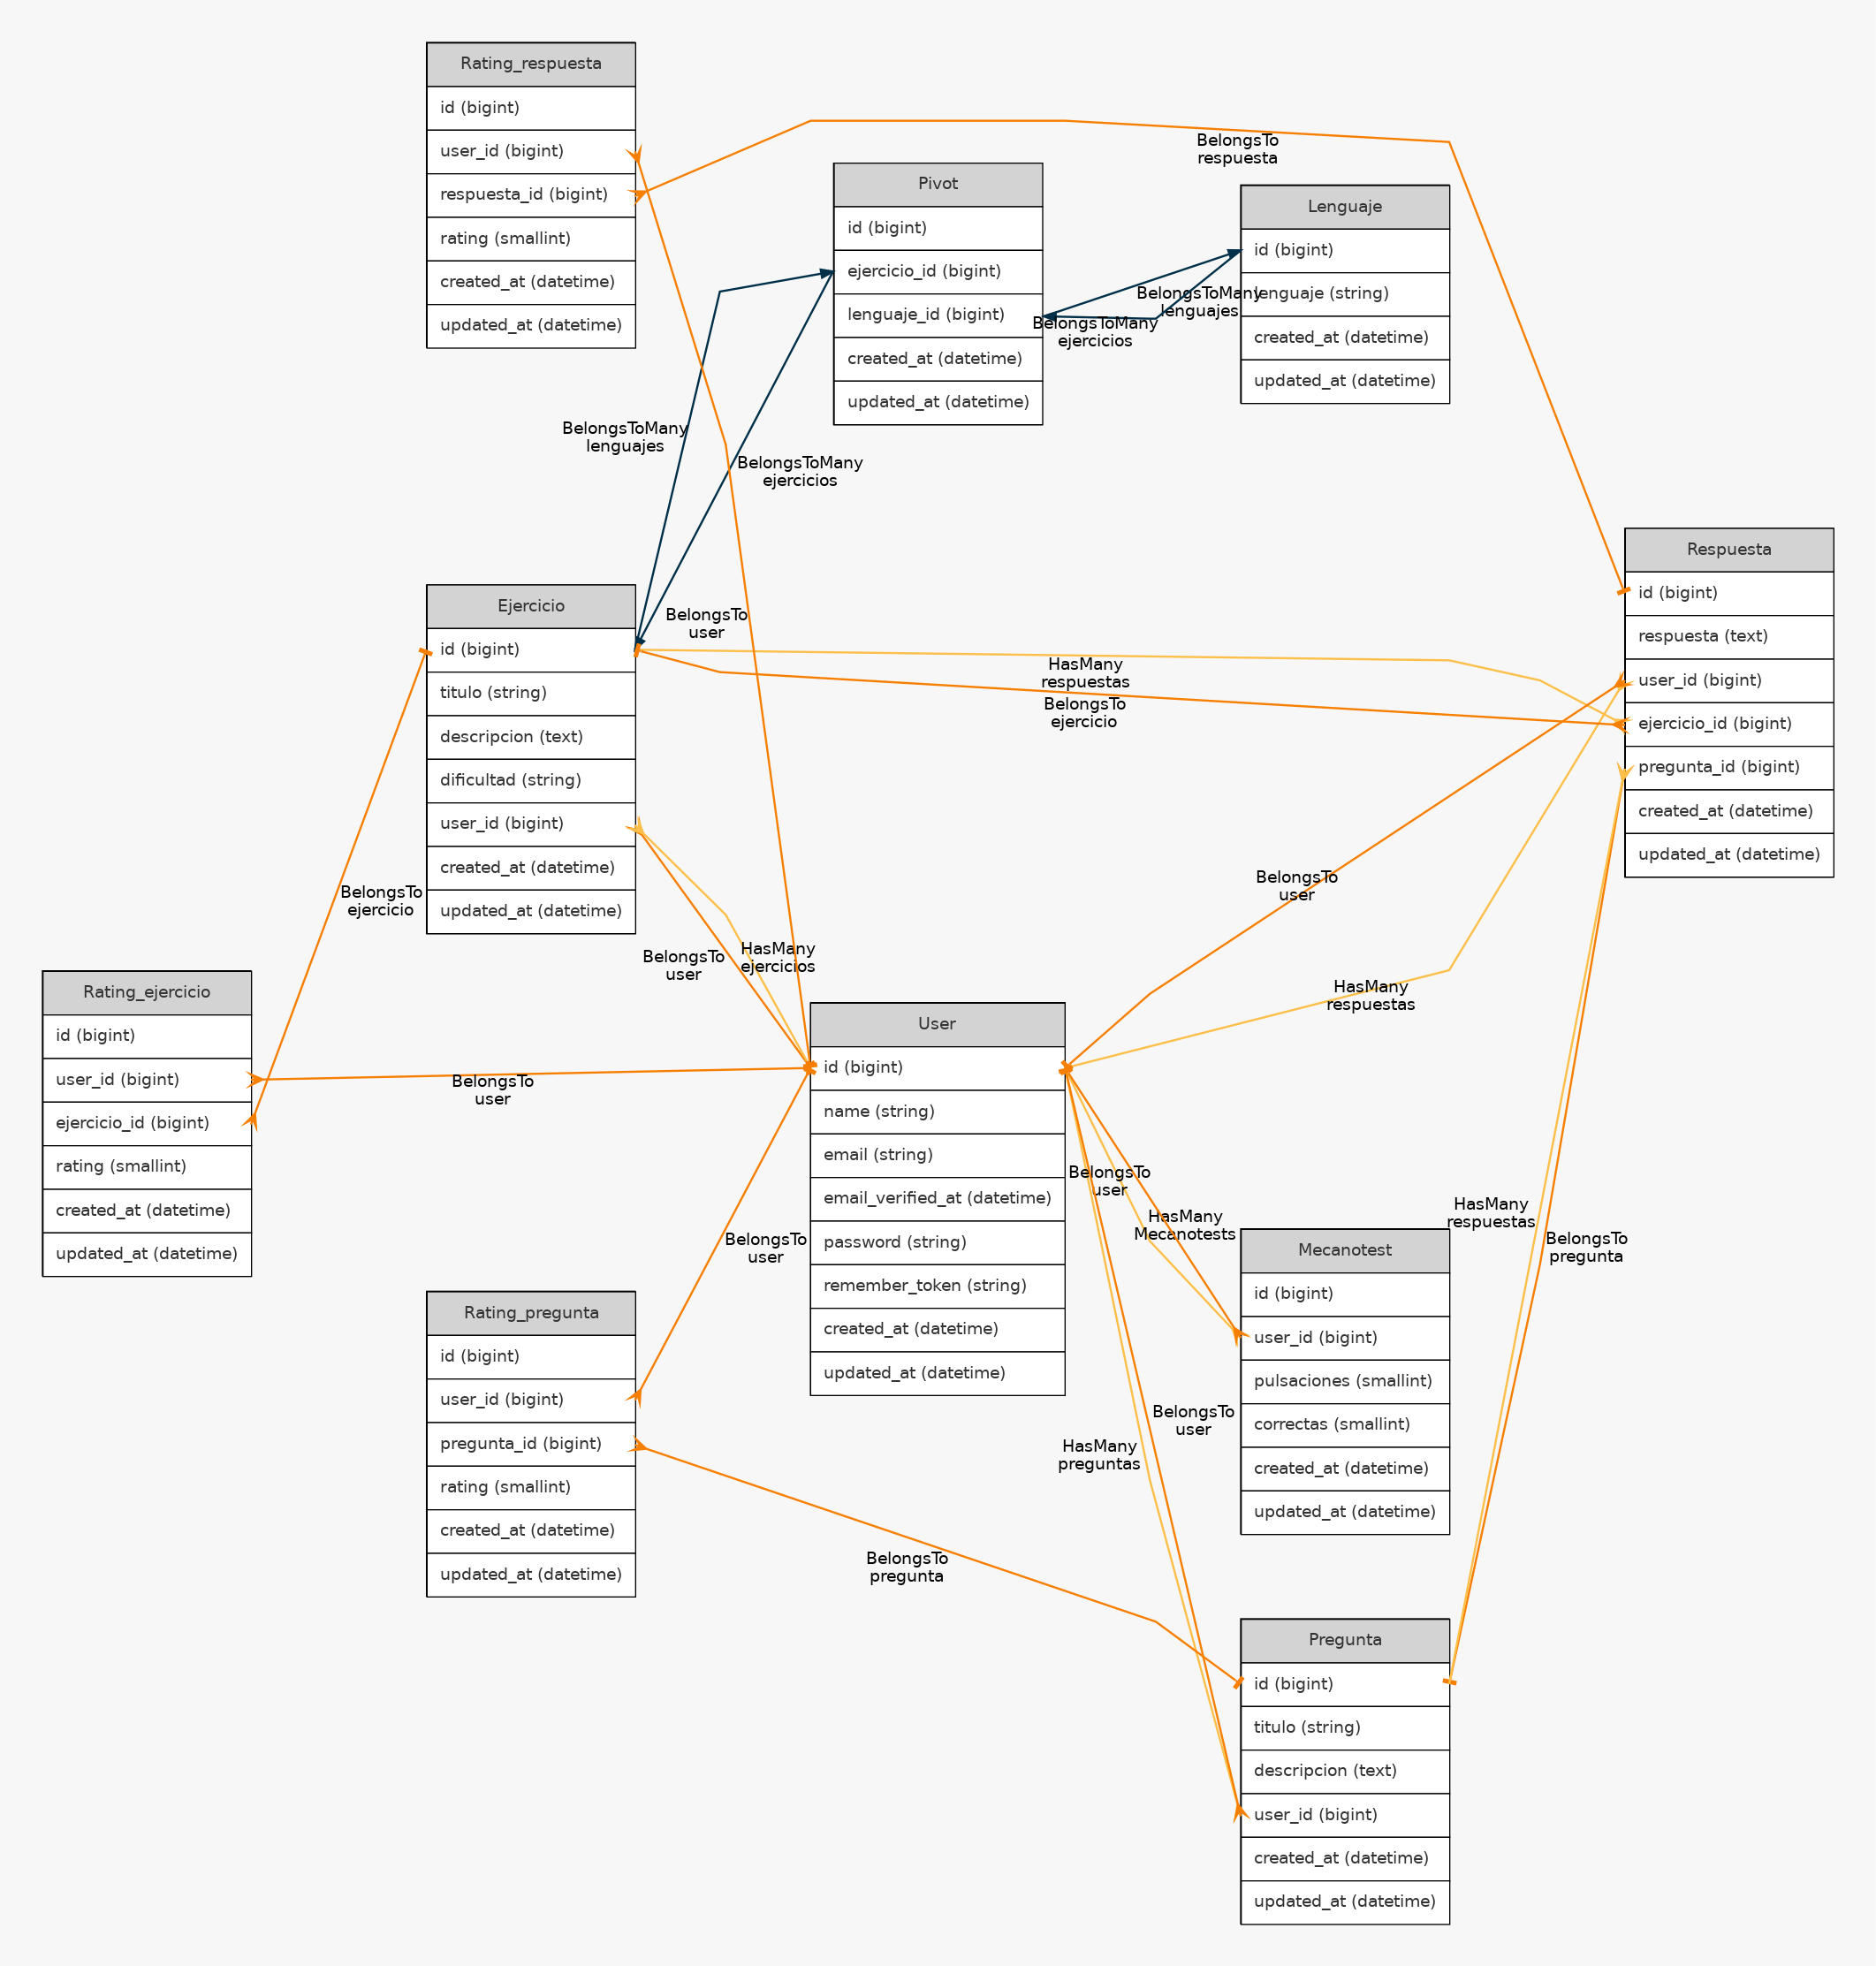 Rating_respuesta
id (bigint)
user_id (bigint)
respuesta_id (bigint)
rating (smallint)
created_at (datetime)
updated_at (datetime)
BelongsTo
respuesta
Pivot
id (bigint)
ejercicio_id (bigint)
lenguaje_id (bigint)
created_at (datetime)
updated_at (datetime)
Lenguaje
id (bigint)
lenguaje (string)
created_at (datetime)
updated_at (datetime)
BelongsToMany
lenguajes
BelongsToMany
ejercicios
BelongsToMany
lenguajes
BelongsToMany
ejercicios
Respuesta
id (bigint)
respuesta (text)
user_id (bigint)
ejercicio_id (bigint)
pregunta_id (bigint)
created_at (datetime)
updated_at (datetime)
Ejercicio
id (bigint)
titulo (string)
descripcion (text)
dificultad (string)
user_id (bigint)
created_at (datetime)
updated_at (datetime)
BelongsTo
user
HasMany
respuestas
BelongsTo
ejercicio
BelongsTo
ejercicio
BelongsTo
user
HasMany
ejercicios
BelongsTo
user
HasMany
respuestas
Rating_ejercicio
id (bigint)
user_id (bigint)
ejercicio_id (bigint)
rating (smallint)
created_at (datetime)
updated_at (datetime)
BelongsTo
user
User
id (bigint)
name (string)
email (string)
email_verified_at (datetime)
password (string)
remember_token (string)
created_at (datetime)
updated_at (datetime)
BelongsTo
user
HasMany
Mecanotests
BelongsTo
user
HasMany
respuestas
BelongsTo
pregunta
Mecanotest
id (bigint)
user_id (bigint)
pulsaciones (smallint)
correctas (smallint)
created_at (datetime)
updated_at (datetime)
Rating_pregunta
id (bigint)
user_id (bigint)
pregunta_id (bigint)
rating (smallint)
created_at (datetime)
updated_at (datetime)
BelongsTo
user
HasMany
preguntas
BelongsTo
pregunta
Pregunta
id (bigint)
titulo (string)
descripcion (text)
user_id (bigint)
created_at (datetime)
updated_at (datetime)